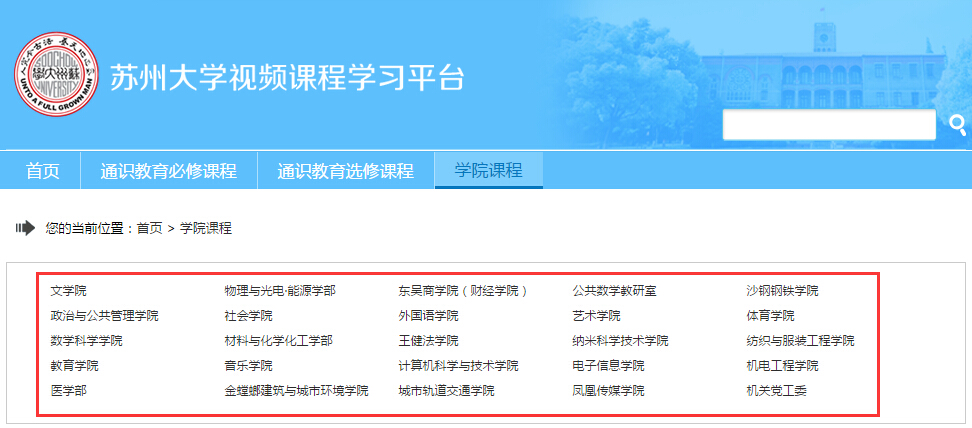 苏州大学视频课程学习平台
SOOCHOW
UNIVERSITY
UNTO A FULL GROWN MAN
首页 通识教育必修课程 通识教育选修课程 学院课程
您的当前位置：首页 > 学院课程
文学院 物理与光电·能源学部 东吴商学院（财经学院） 公共数学教研室 沙钢钢铁学院
政治与公共管理学院 社会学院 外国语学院 艺术学院 体育学院
数学科学学院 材料与化学化工学部 王健法学院 纳米科学技术学院 纺织与服装工程学院
教育学院 音乐学院 计算机科学与技术学院 电子信息学院 机电工程学院
医学部 金螳螂建筑与城市环境学院 城市轨道交通学院 凤凰传媒学院 机关党工委